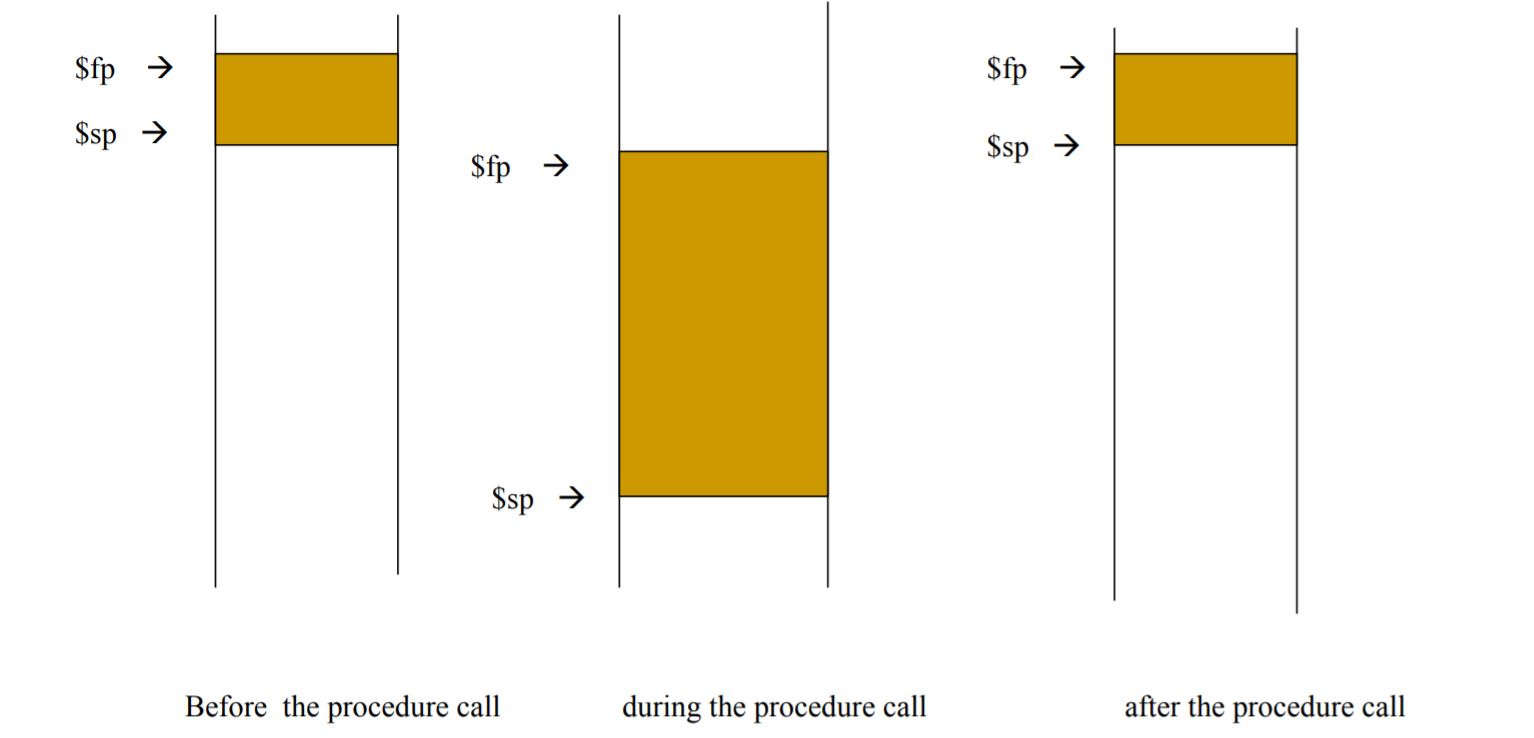 $fp →
$sp →
$fp →
$sp →
$fp →
$sp →
Before the procedure call
during the procedure call
after the procedure call